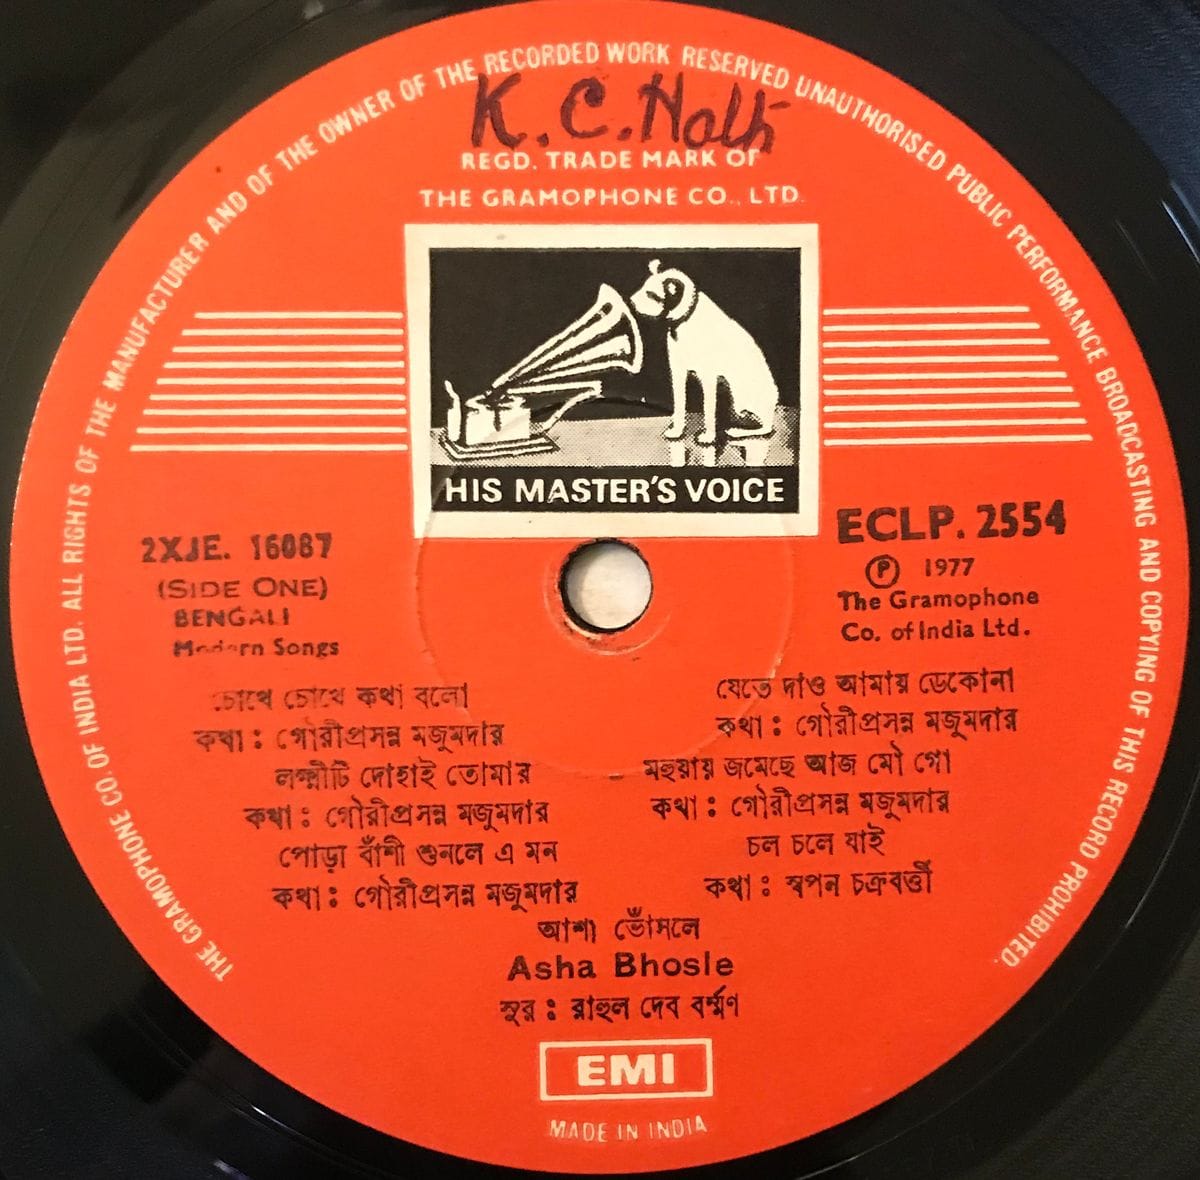 THE GRAMOPHONE CO. OF INDIA LTD. ALL RIGHTS OF THE MANUFACTURER AND OF THE OWNER OF THE RECORDED WORK RESERVED UNAUTHORISED PUBLIC PERFORMANCE BROADCASTING AND COPYING OF THIS RECORD PROHIBITED.
K. C. Nath
REGD. TRADE MARK OF
THE GRAMOPHONE CO., LTD.
HIS MASTER'S VOICE
2XJE. 16087
(SIDE ONE)
BENGALI
Modern Songs
ECLP. 2554
Ⓟ 1977
The Gramophone
Co. of India Ltd.
চোখে চোখে কথা বলো
কথা : গৌরীপ্রসন্ন মজুমদার
লক্ষ্মীটি দোহাই তোমার
কথা : গৌরীপ্রসন্ন মজুমদার
পোড়া বাঁশী শুনলে এ মন
কথা : গৌরীপ্রসন্ন মজুমদার
যেতে দাও আমায় ডেকোনা
কথা : গৌরীপ্রসন্ন মজুমদার
মহুয়ায় জমেছে আজ মৌ গো
কথা : গৌরীপ্রসন্ন মজুমদার
চল চলে যাই
কথা : স্বপন চক্রবর্ত্তী
আশা ভোঁসলে
Asha Bhosle
সুর : রাহুল দেব বর্ম্মণ
EMI
MADE IN INDIA